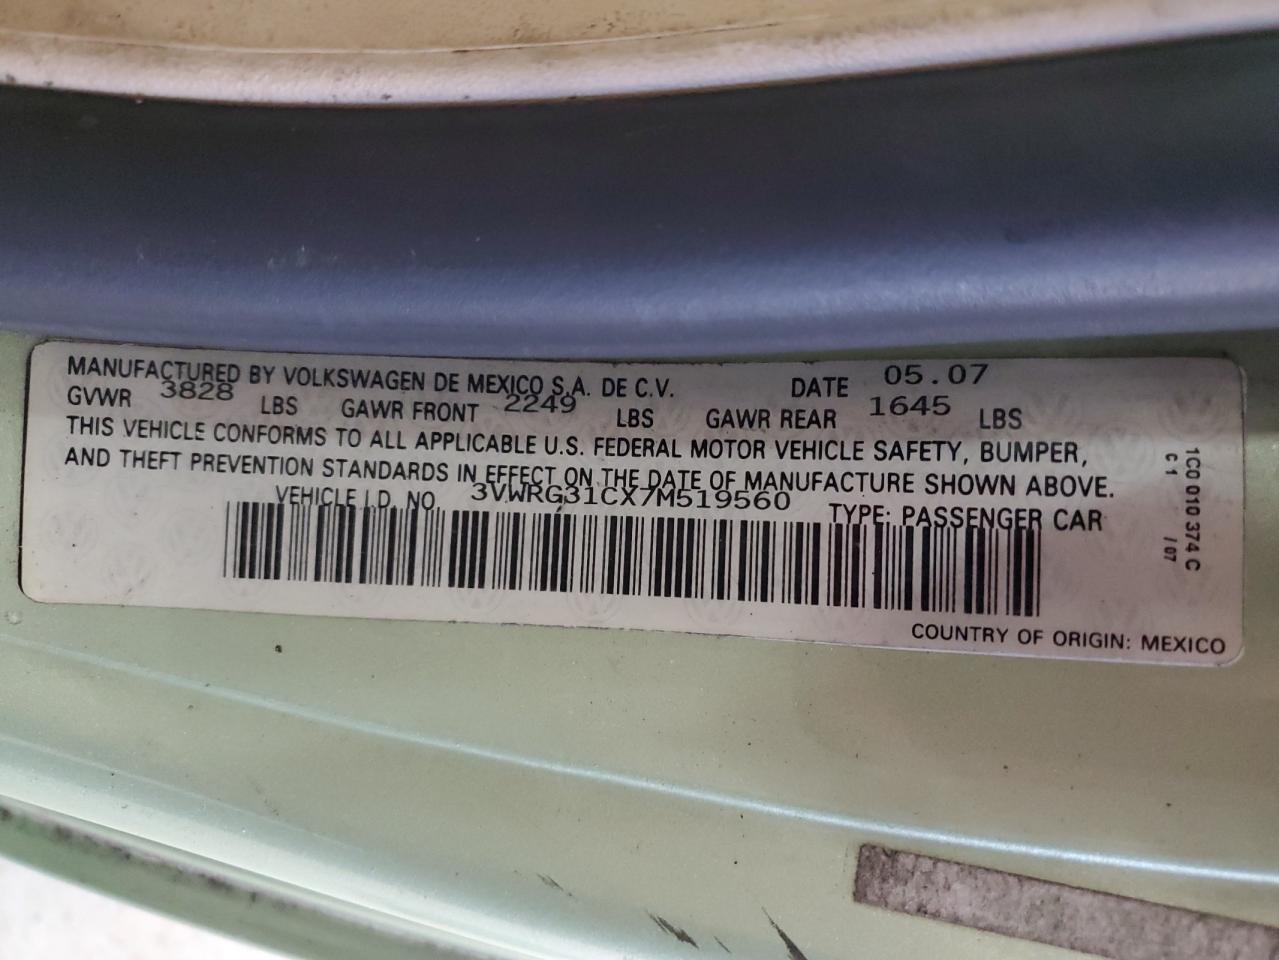 MANUFACTURED BY VOLKSWAGEN DE MEXICO S.A. DE C.V. DATE 05.07
GVWR 3828 LBS GAWR FRONT 2249 LBS GAWR REAR 1645 LBS
THIS VEHICLE CONFORMS TO ALL APPLICABLE U.S. FEDERAL MOTOR VEHICLE SAFETY, BUMPER,
AND THEFT PREVENTION STANDARDS IN EFFECT ON THE DATE OF MANUFACTURE SHOWN ABOVE.
VEHICLE I.D. NO. 3VWRG31CX7M519560 TYPE: PASSENGER CAR
COUNTRY OF ORIGIN: MEXICO
1C0 010 374 C
C 1 / 07